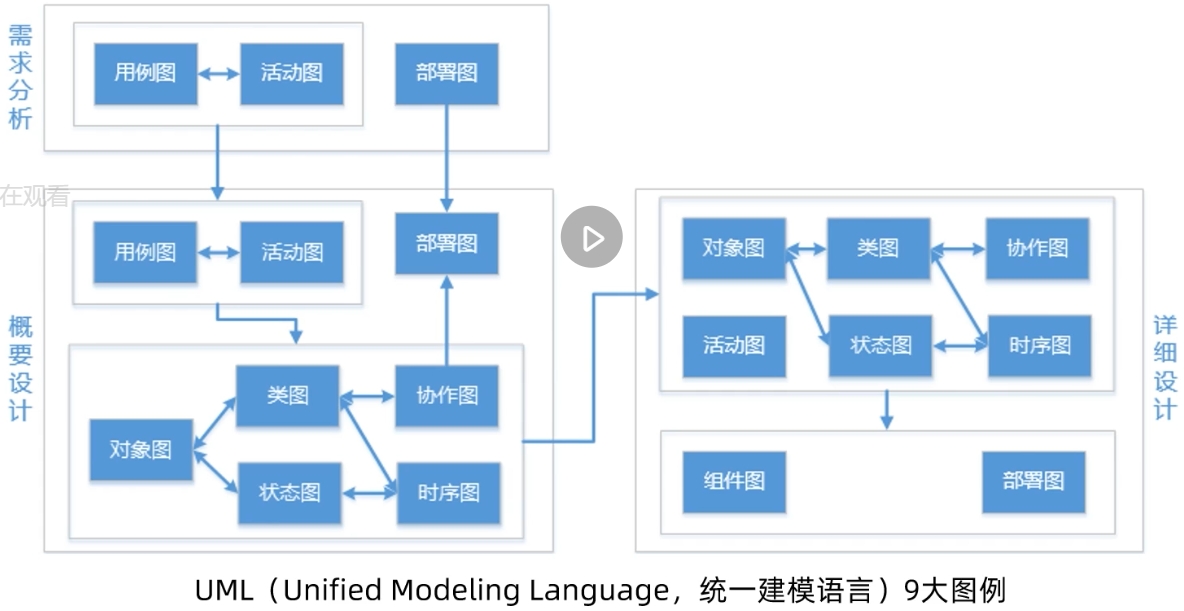 需求分析
用例图
活动图
部署图
在观看
概要设计
用例图
活动图
部署图
类图
协作图
对象图
状态图
时序图
详细设计
对象图
类图
协作图
活动图
状态图
时序图
组件图
部署图
UML（Unified Modeling Language，统一建模语言）9大图例